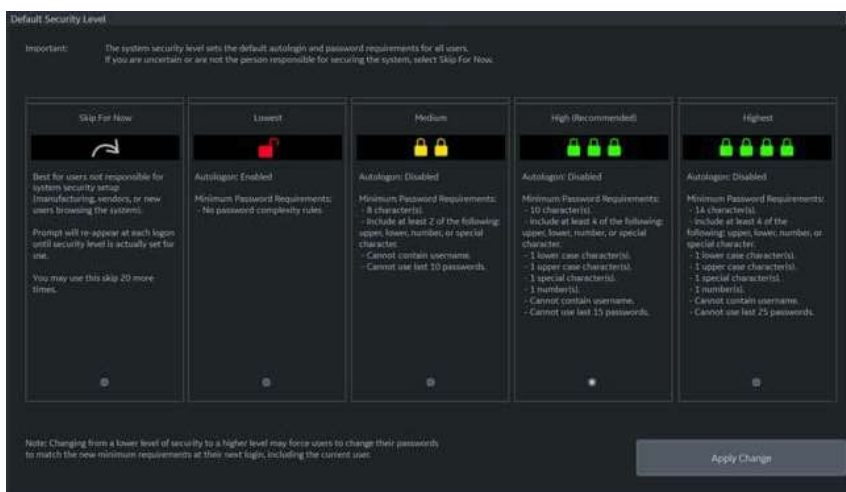 Default Security Level
Important: The system security level sets the default autologin and password requirements for all users.
If you are uncertain or are not the person responsible for securing the system, select Skip For Now.
Skip For Now
Best for users not responsible for
system security setup
(manufacturing, vendors, or new
users browsing the system).
Prompt will re-appear at each logon
until security level is actually set for
use.
You may use this skip 20 more
times.
Lowest
Autologon: Enabled
Minimum Password Requirements:
- No password complexity rules
Medium
Autologon: Disabled
Minimum Password Requirements:
- 8 character(s).
- Include at least 2 of the following:
upper, lower, number, or special
character.
- Cannot contain username.
- Cannot use last 10 passwords.
High (Recommended)
Autologon: Disabled
Minimum Password Requirements:
- 10 character(s).
- Include at least 4 of the following:
upper, lower, number, or special
character.
- 1 lower case character(s).
- 1 upper case character(s).
- 1 special character(s).
- 1 number(s).
- Cannot contain username.
- Cannot use last 15 passwords.
Highest
Autologon: Disabled
Minimum Password Requirements:
- 14 character(s).
- Include at least 4 of the
following: upper, lower, number, or
special character.
- 1 lower case character(s).
- 1 upper case character(s).
- 1 special character(s).
- 1 number(s).
- Cannot contain username.
- Cannot use last 25 passwords.
Note: Changing from a lower level of security to a higher level may force users to change their passwords
to match the new minimum requirements at their next login, including the current user.
Apply Change